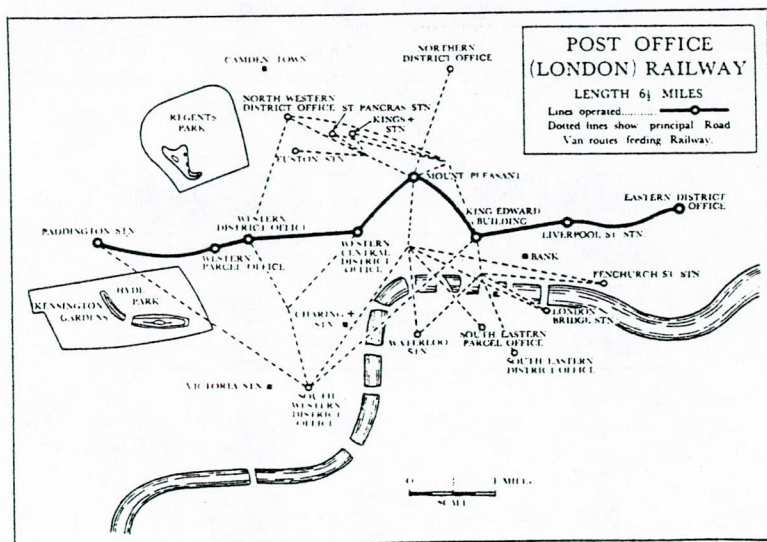 POST OFFICE
(LONDON) RAILWAY
LENGTH 6½ MILES
Lines operated
Dotted lines show principal Road
Van routes feeding Railway.
CAMDEN TOWN
NORTHERN
DISTRICT OFFICE
NORTH WESTERN
DISTRICT OFFICE
ST PANCRAS STN
KINGS +
STN
REGENTS
PARK
EUSTON STN
MOUNT PLEASANT
EASTERN DISTRICT
OFFICE
KING EDWARD
BUILDING
PADDINGTON STN
WESTERN
DISTRICT OFFICE
WESTERN PARCEL OFFICE
WESTERN
CENTRAL
DISTRICT
OFFICE
LIVERPOOL ST STN.
BANK
FENCHURCH ST STN
HYDE
PARK
KENSINGTON
GARDENS
CHARING +
STN
LONDON
BRIDGE STN
WATERLOO
STN
SOUTH EASTERN
PARCEL OFFICE
SOUTH EASTERN
DISTRICT OFFICE
VICTORIA STN
SOUTH
WESTERN
DISTRICT
OFFICE
0 ½ 1 MILE
SCALE